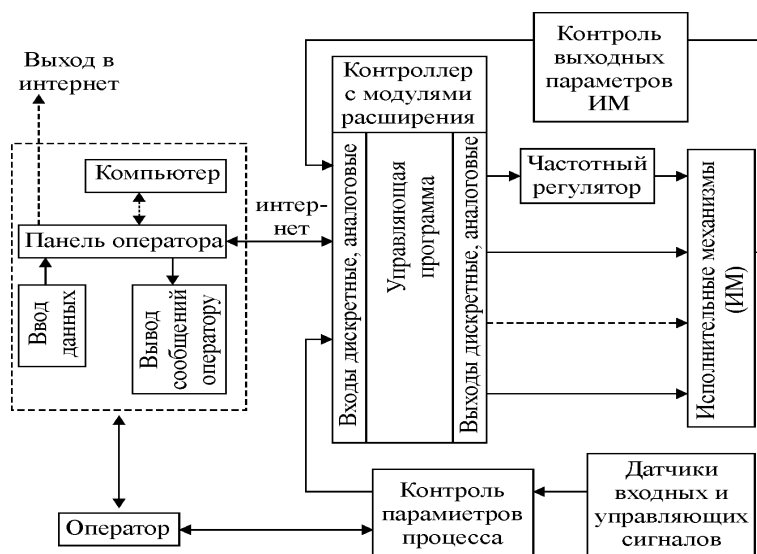 Выход в
интернет
Компьютер
Панель оператора
Ввод
данных
Вывод
сообщений
оператору
Оператор
интер-
нет
Контроллер
с модулями
расширения
Входы дискретные, аналоговые
Управляющая
программа
Выходы дискретные, аналоговые
Контроль
выходных
параметров
ИМ
Частотный
регулятор
Исполнительные механизмы
(ИМ)
Контроль
парамиетров
процесса
Датчики
входных и
управляющих
сигналов